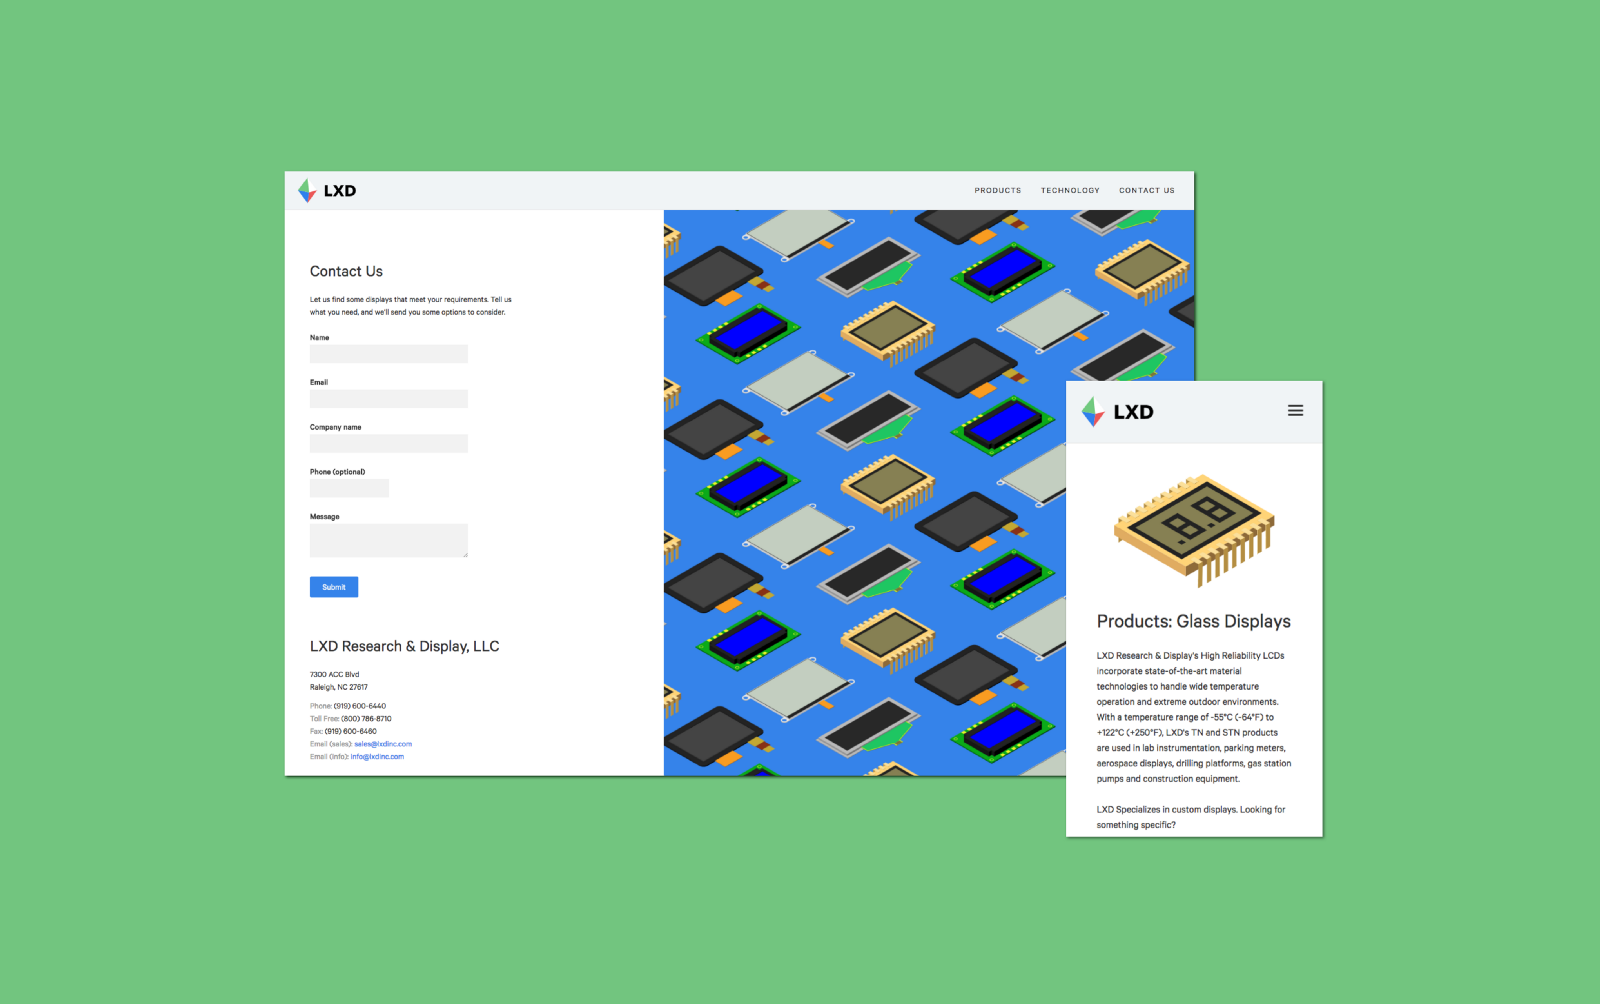 LXD
PRODUCTS TECHNOLOGY CONTACT US
Contact Us
Let us find some displays that meet your requirements. Tell us
what you need, and we'll send you some options to consider.
Name
Email
Company name
Phone (optional)
Message
Submit
LXD Research & Display, LLC
7300 ACC Blvd
Raleigh, NC 27617
Phone: (919) 600-6440
Toll Free: (800) 786-8710
Fax: (919) 600-6460
Email (sales): sales@lxdinc.com
Email (info): info@lxdinc.com
LXD
8.8
Products: Glass Displays
LXD Research & Display's High Reliability LCDs
incorporate state-of-the-art material
technologies to handle wide temperature
operation and extreme outdoor environments.
With a temperature range of -55°C (-64°F) to
+122°C (+250°F), LXD's TN and STN products
are used in lab instrumentation, parking meters,
aerospace displays, drilling platforms, gas station
pumps and construction equipment.
LXD Specializes in custom displays. Looking for
something specific?